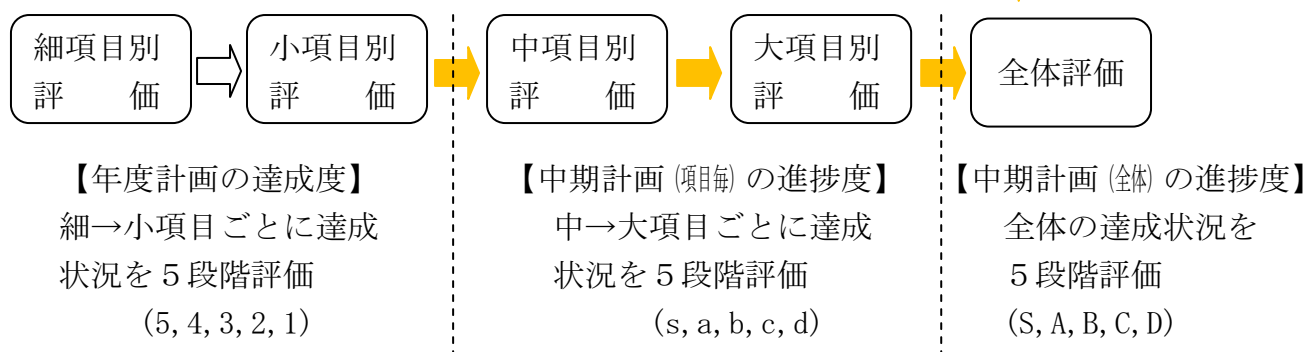 細項目別
評　　価
小項目別
評　　価
中項目別
評　　価
大項目別
評　　価
全体評価
【年度計画の達成度】
細→小項目ごとに達成
状況を５段階評価
(5,4,3,2,1)
【中期計画(項目毎)の進捗度】
中→大項目ごとに達成
状況を５段階評価
(s,a,b,c,d)
【中期計画(全体)の進捗度】
全体の達成状況を
５段階評価
(S,A,B,C,D)